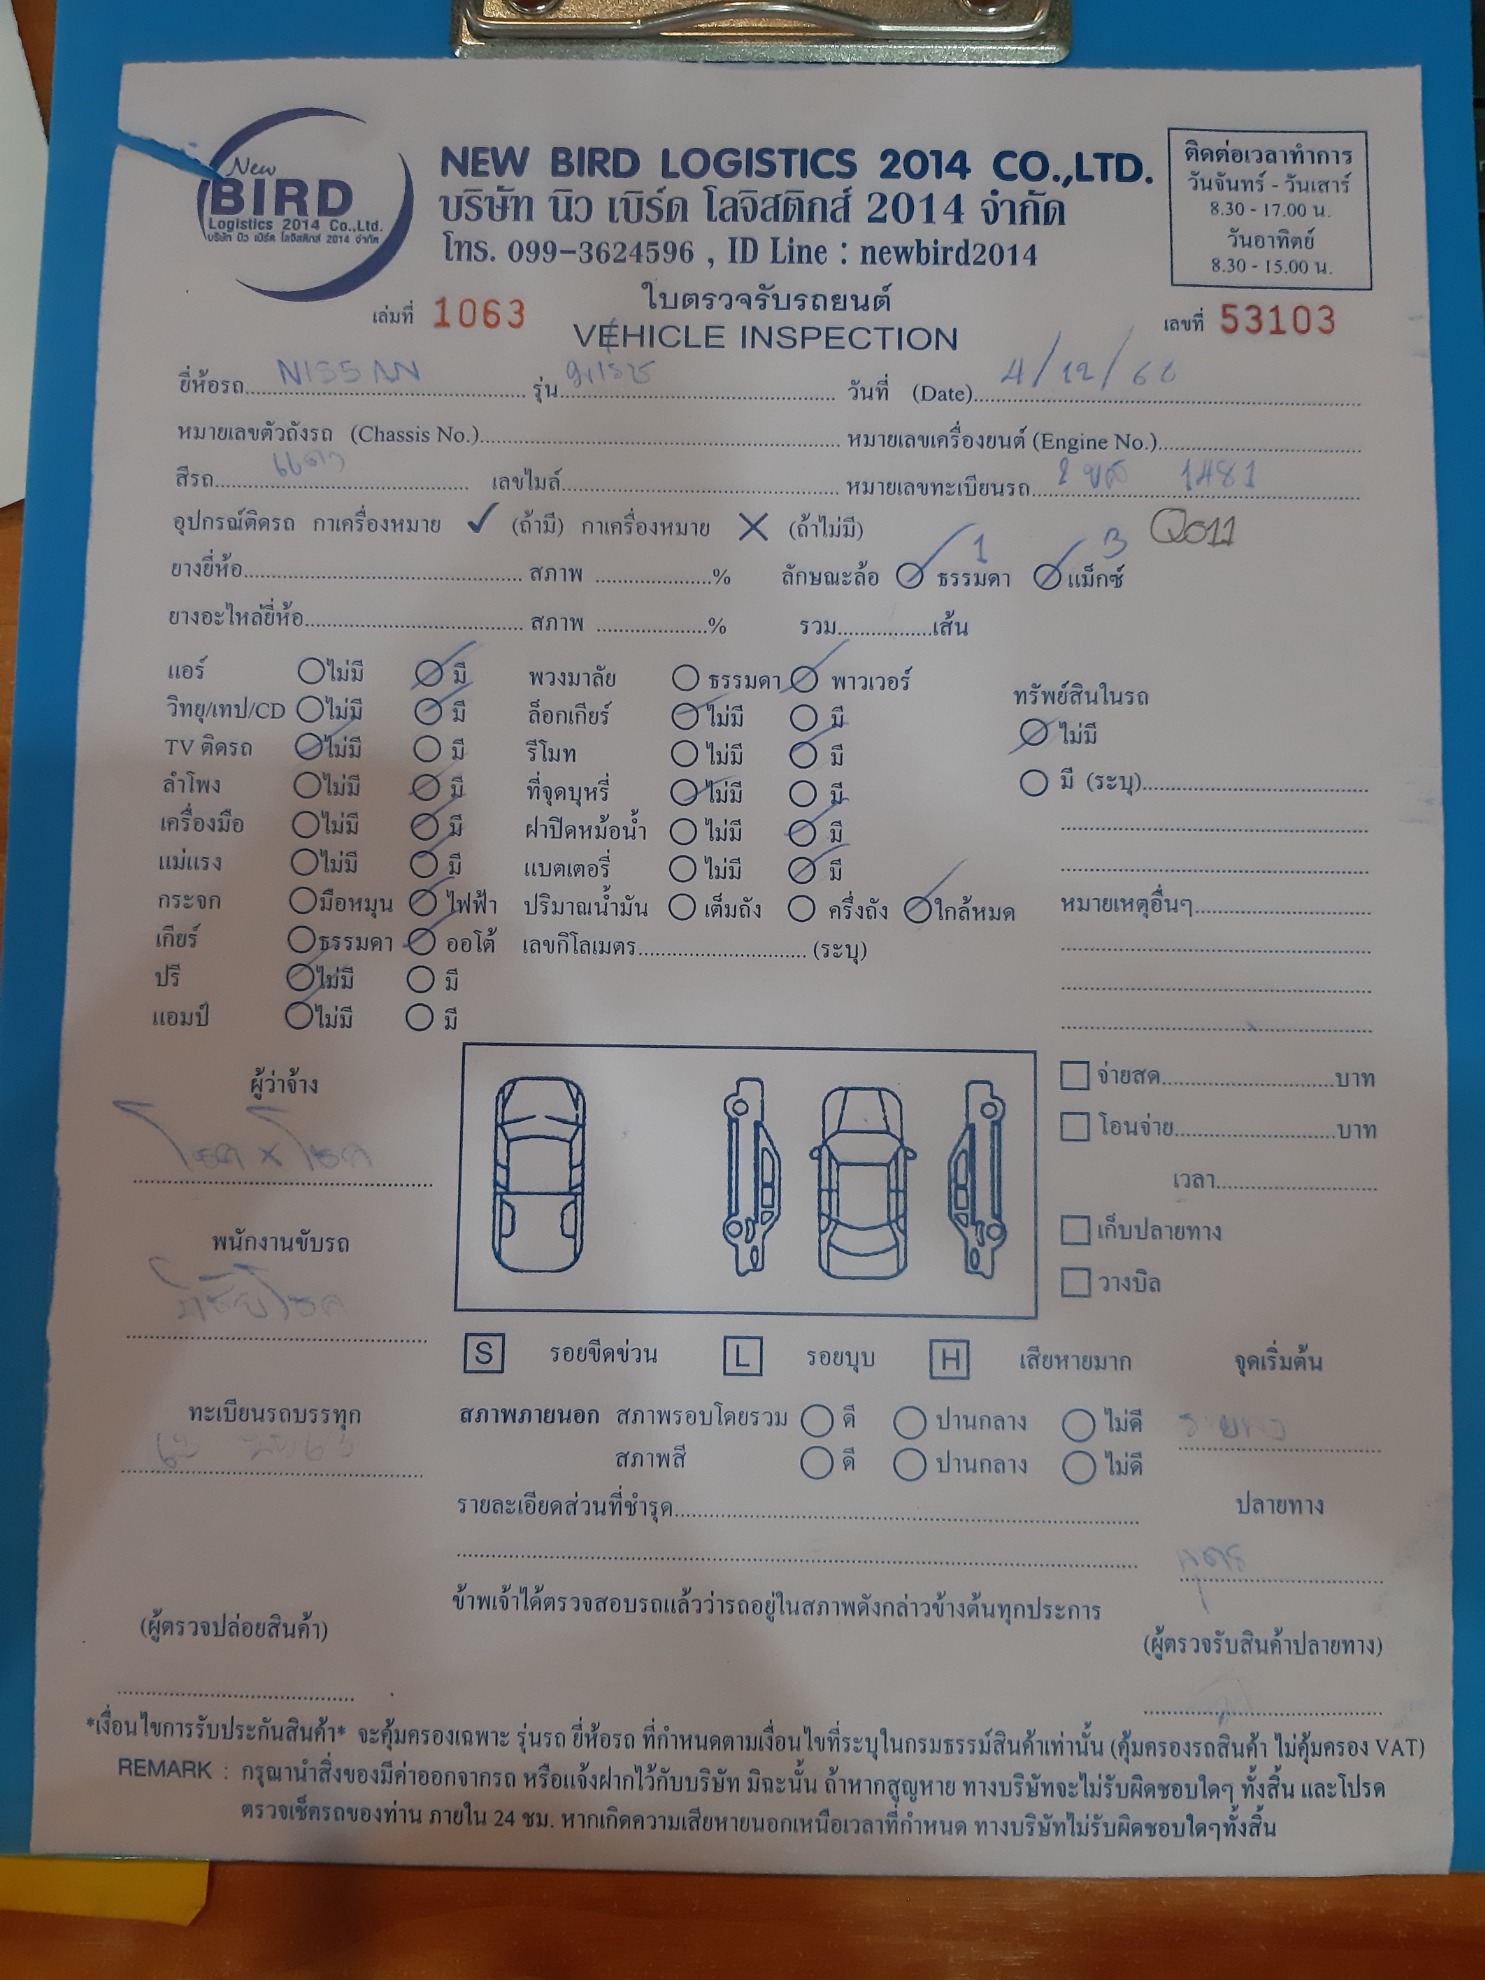 New
BIRD
Logistics 2014 Co.,Ltd.
บริษัท นิว เบิร์ด โลจิสติกส์ 2014 จำกัด
NEW BIRD LOGISTICS 2014 CO.,LTD.
บริษัท นิว เบิร์ด โลจิสติกส์ 2014 จำกัด
โทร. 099-3624596 , ID Line : newbird2014
ติดต่อเวลาทำการ
วันจันทร์ - วันเสาร์
8.30 - 17.00 น.
วันอาทิตย์
8.30 - 15.00 น.
เล่มที่ 1063
ใบตรวจรับรถยนต์
VEHICLE INSPECTION
เลขที่ 53103
ยี่ห้อรถ NISSAN รุ่น วันที่ (Date) 4/12/
หมายเลขตัวถังรถ (Chassis No.) หมายเลขเครื่องยนต์ (Engine No.)
สีรถ แดง เลขไมล์ หมายเลขทะเบียนรถ 1481
อุปกรณ์ติดรถ กาเครื่องหมาย ✓ (ถ้ามี) กาเครื่องหมาย ✕ (ถ้าไม่มี) Q011
ยางยี่ห้อ สภาพ % ลักษณะล้อ ธรรมดา 1 แม็กซ์ 3
ยางอะไหล่ยี่ห้อ สภาพ % รวม เส้น
แอร์ ไม่มี มี พวงมาลัย ธรรมดา พาวเวอร์
วิทยุ/เทป/CD ไม่มี มี ล็อกเกียร์ ไม่มี มี
TV ติดรถ ไม่มี มี รีโมท ไม่มี มี
ลำโพง ไม่มี มี ที่จุดบุหรี่ ไม่มี มี
เครื่องมือ ไม่มี มี ฝาปิดหม้อน้ำ ไม่มี มี
แม่แรง ไม่มี มี แบตเตอรี่ ไม่มี มี
กระจก มือหมุน ไฟฟ้า ปริมาณน้ำมัน เต็มถัง ครึ่งถัง ใกล้หมด
เกียร์ ธรรมดา ออโต้ เลขกิโลเมตร (ระบุ)
ปรี ไม่มี มี
แอมป์ ไม่มี มี
ทรัพย์สินในรถ
ไม่มี
มี (ระบุ)
หมายเหตุอื่นๆ
ผู้ว่าจ้าง
โชค x โชค
พนักงานขับรถ
ทะเบียนรถบรรทุก
จ่ายสด บาท
โอนจ่าย บาท
เวลา
เก็บปลายทาง
วางบิล
S รอยขีดข่วน L รอยบุบ H เสียหายมาก
สภาพภายนอก สภาพรอบโดยรวม ดี ปานกลาง ไม่ดี
สภาพสี ดี ปานกลาง ไม่ดี
รายละเอียดส่วนที่ชำรุด
จุดเริ่มต้น
ระยอง
ปลายทาง
อุดร
ข้าพเจ้าได้ตรวจสอบรถแล้วว่ารถอยู่ในสภาพดังกล่าวข้างต้นทุกประการ
(ผู้ตรวจปล่อยสินค้า)
(ผู้ตรวจรับสินค้าปลายทาง)
*เงื่อนไขการรับประกันสินค้า* จะคุ้มครองเฉพาะ รุ่นรถ ยี่ห้อรถ ที่กำหนดตามเงื่อนไขที่ระบุในกรมธรรม์สินค้าเท่านั้น (คุ้มครองรถสินค้า ไม่คุ้มครอง VAT)
REMARK : กรุณานำสิ่งของมีค่าออกจากรถ หรือแจ้งฝากไว้กับบริษัท มิฉะนั้น ถ้าหากสูญหาย ทางบริษัทจะไม่รับผิดชอบใดๆ ทั้งสิ้น และโปรด
ตรวจเช็ครถของท่าน ภายใน 24 ชม. หากเกิดความเสียหายนอกเหนือเวลาที่กำหนด ทางบริษัทไม่รับผิดชอบใดๆทั้งสิ้น